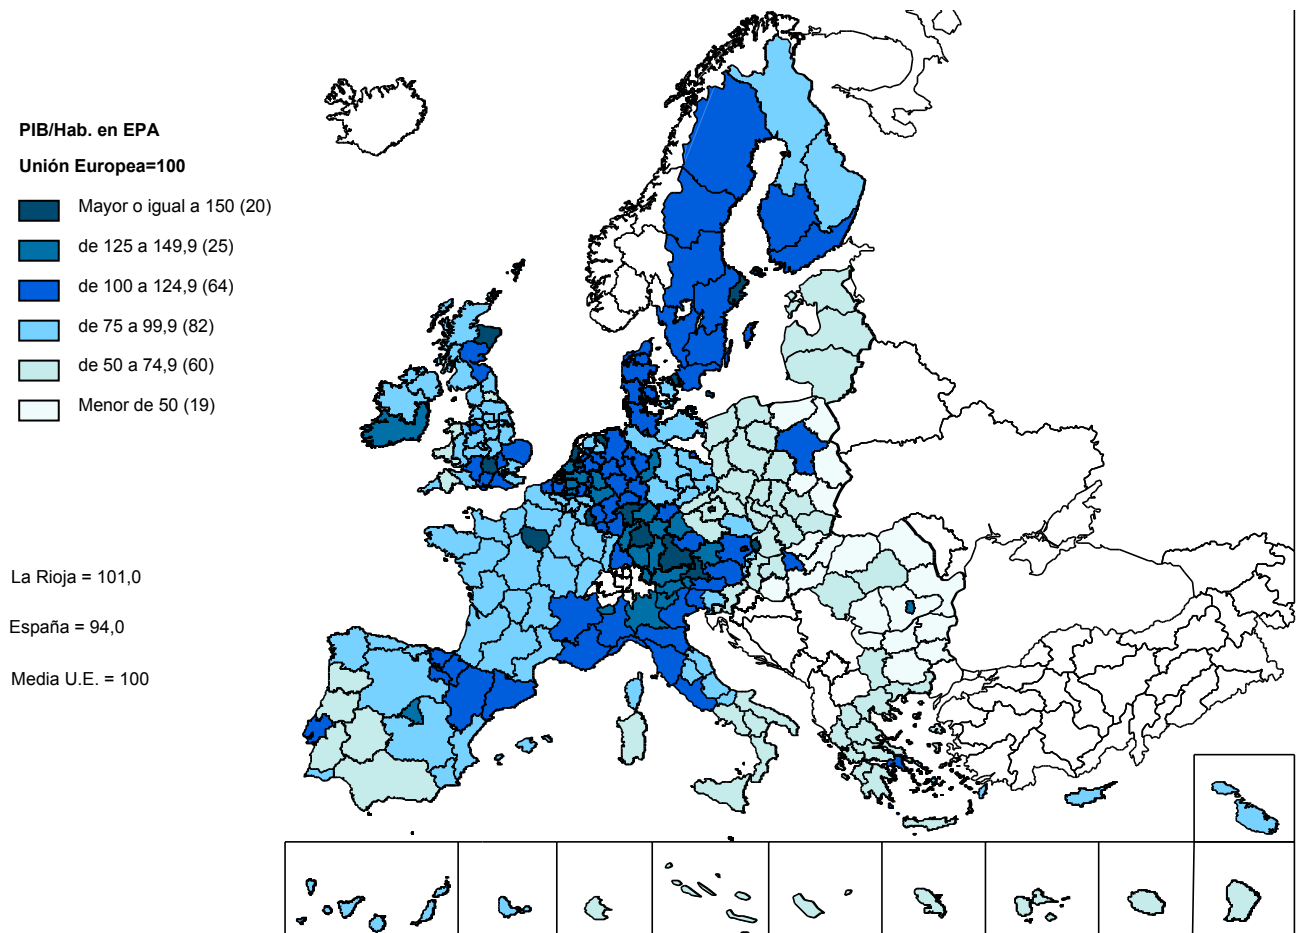 PIB/Hab. en EPA
Unión Europea=100
Mayor o igual a 150 (20)
de 125 a 149,9 (25)
de 100 a 124,9 (64)
de 75 a 99,9 (82)
de 50 a 74,9 (60)
Menor de 50 (19)
La Rioja = 101,0
España = 94,0
Media U.E. = 100